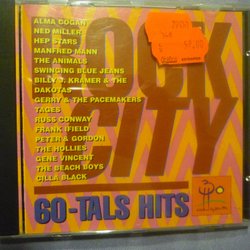 ALMA COGAN
NED MILLER
HEP STARS
MANFRED MANN
THE ANIMALS
SWINGING BLUE JEANS
BILLY J. KRAMER & THE
DAKOTAS
GERRY & THE PACEMAKERS
TAGES
RUSS CONWAY
FRANK IFIELD
PETER & GORDON
THE HOLLIES
GENE VINCENT
THE BEACH BOYS
CILLA BLACK
CITY
60-TALS HITS